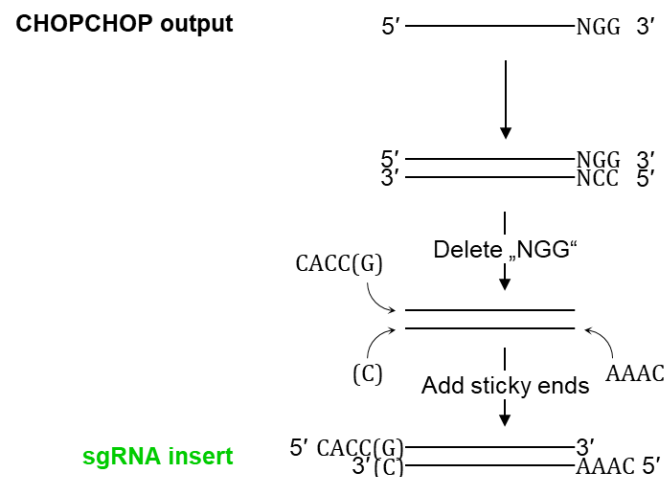 CHOPCHOP output 5′ NGG 3′
5′ NGG 3′
3′ NCC 5′
Delete „NGG“
CACC(G)
(C) AAAC
Add sticky ends
5′ CACC(G) 3′
sgRNA insert 3′(C) AAAC 5′